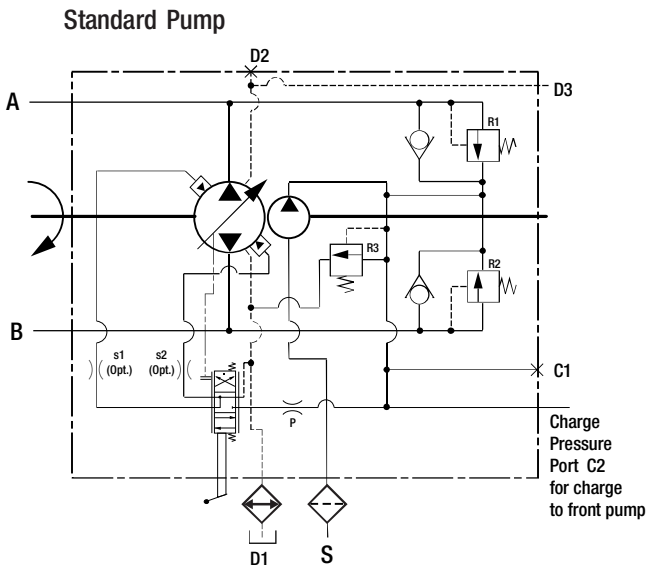 Standard Pump
D2
A
D3
R1
R3
R2
B
s1
(Opt.)
s2
(Opt.)
C1
P
Charge
Pressure
Port C2
for charge
to front pump
D1
S